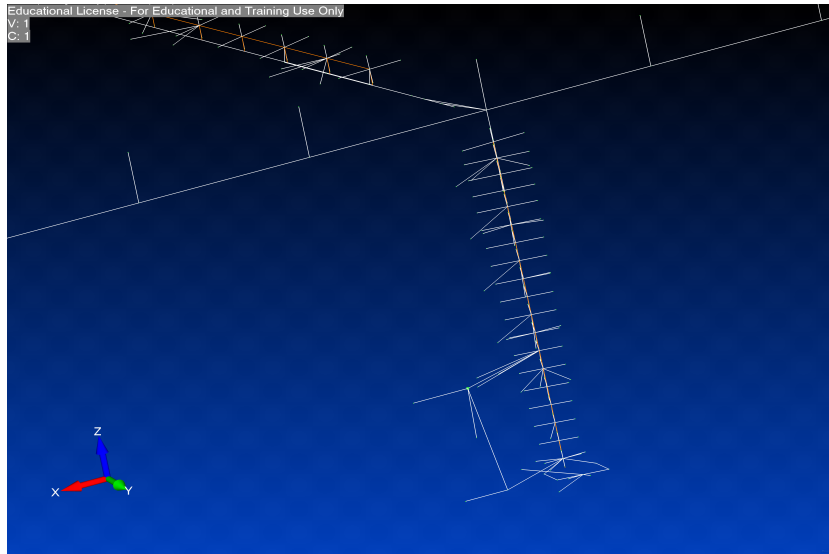 Educational License - For Educational and Training Use Only
V: 1
C: 1
Z
X
Y